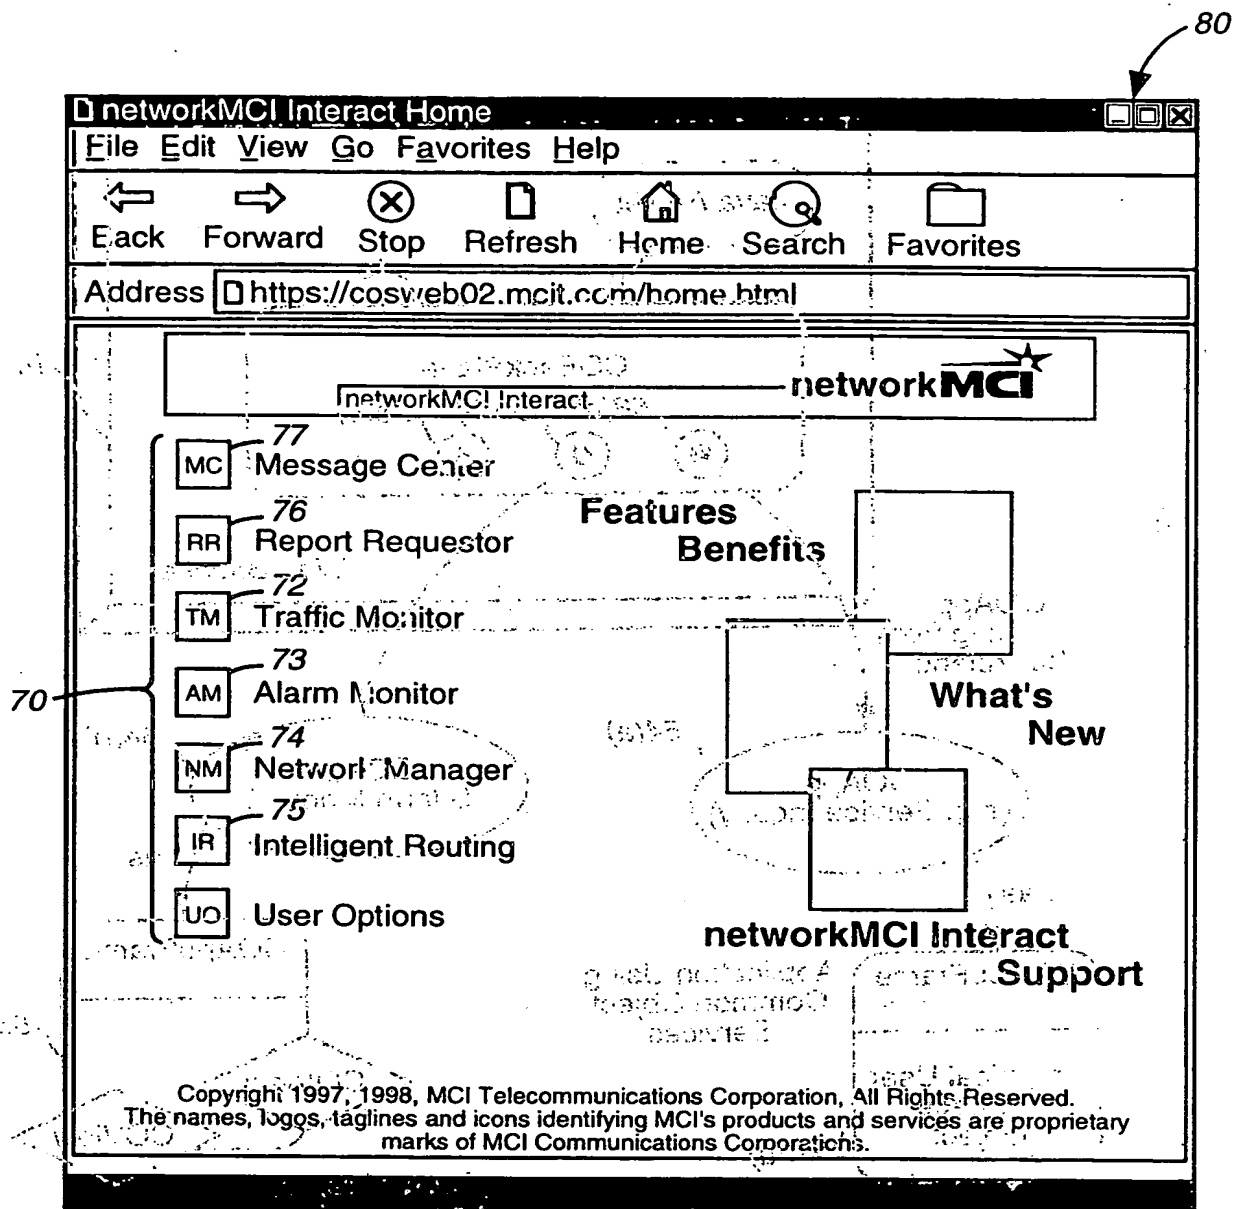 80
networkMCI Interact Home
File Edit View Go Favorites Help
Back Forward Stop Refresh Home Search Favorites
Address https://cosweb02.mcit.com/home.html
networkMCI
networkMCI Interact
77
MC Message Center
Features
Benefits
76
RR Report Requestor
72
TM Traffic Monitor
73
AM Alarm Monitor
70
What's
New
74
NM Network Manager
75
IR Intelligent Routing
UO User Options
networkMCI Interact
Support
Copyright 1997, 1998, MCI Telecommunications Corporation, All Rights Reserved.
The names, logos, taglines and icons identifying MCI's products and services are proprietary
marks of MCI Communications Corporations.